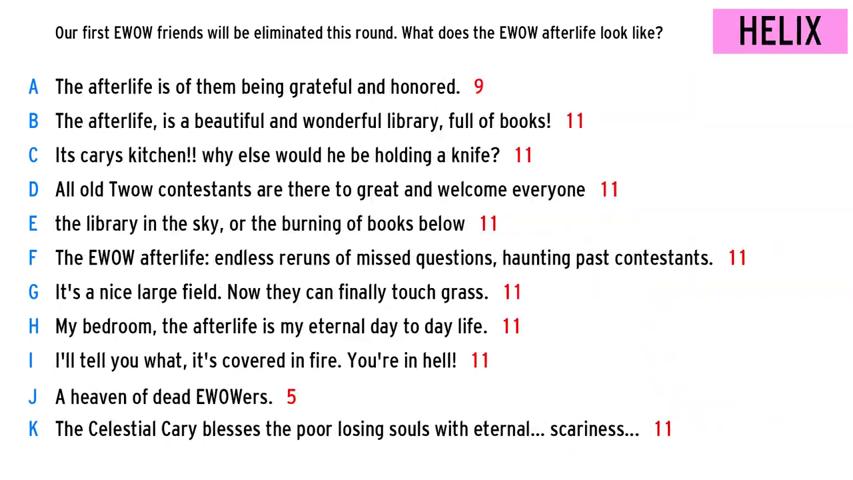 Our first EWOW friends will be eliminated this round. What does the EWOW afterlife look like?
HELIX
A The afterlife is of them being grateful and honored. 9
B The afterlife, is a beautiful and wonderful library, full of books! 11
C Its carys kitchen!! why else would he be holding a knife? 11
D All old Twow contestants are there to great and welcome everyone 11
E the library in the sky, or the burning of books below 11
F The EWOW afterlife: endless reruns of missed questions, haunting past contestants. 11
G It's a nice large field. Now they can finally touch grass. 11
H My bedroom, the afterlife is my eternal day to day life. 11
I I'll tell you what, it's covered in fire. You're in hell! 11
J A heaven of dead EWOWers. 5
K The Celestial Cary blesses the poor losing souls with eternal... scariness... 11